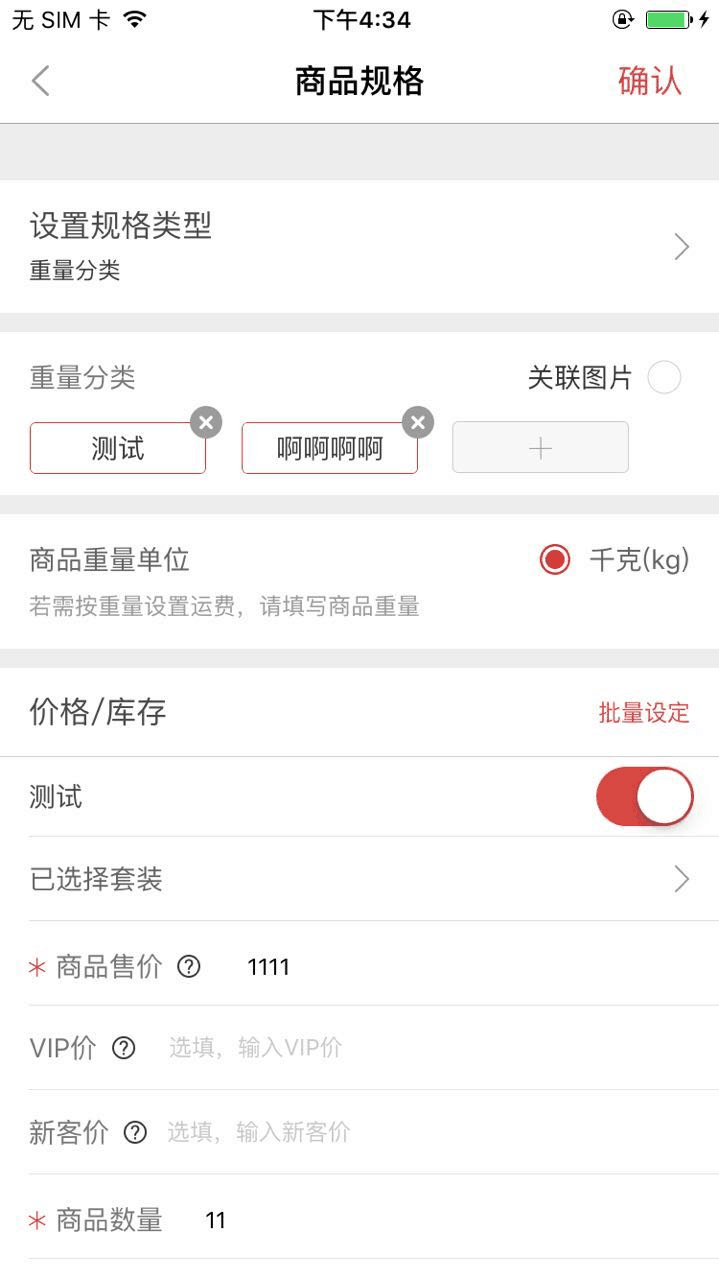 无 SIM 卡 下午4:34
商品规格 确认
设置规格类型
重量分类
重量分类 关联图片
测试 啊啊啊啊
商品重量单位 千克(kg)
若需按重量设置运费，请填写商品重量
价格/库存 批量设定
测试
已选择套装
* 商品售价 ? 1111
VIP价 ? 选填，输入VIP价
新客价 ? 选填，输入新客价
* 商品数量 11